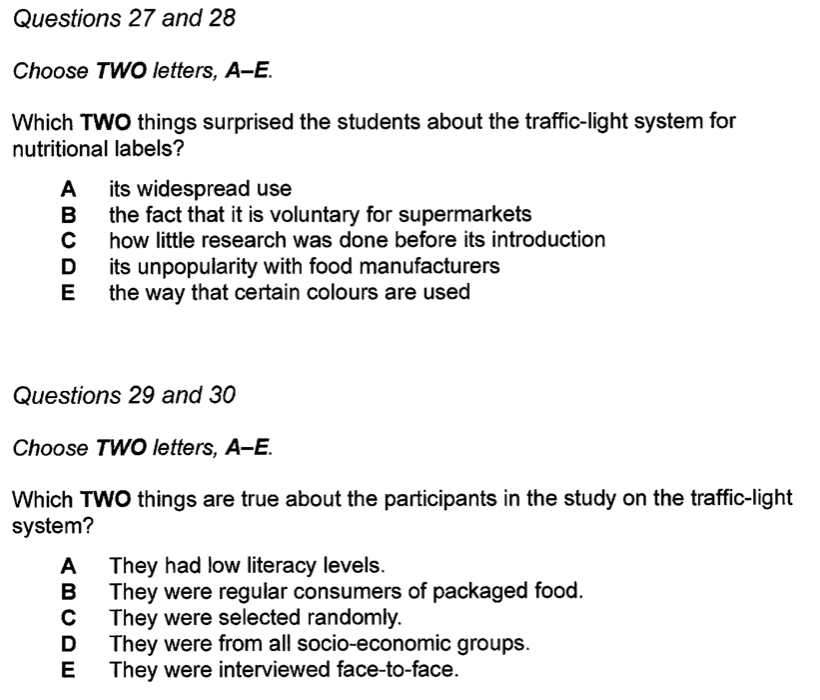 Questions 27 and 28
Choose TWO letters, A–E.
Which TWO things surprised the students about the traffic-light system for
nutritional labels?
A its widespread use
B the fact that it is voluntary for supermarkets
C how little research was done before its introduction
D its unpopularity with food manufacturers
E the way that certain colours are used
Questions 29 and 30
Choose TWO letters, A–E.
Which TWO things are true about the participants in the study on the traffic-light
system?
A They had low literacy levels.
B They were regular consumers of packaged food.
C They were selected randomly.
D They were from all socio-economic groups.
E They were interviewed face-to-face.